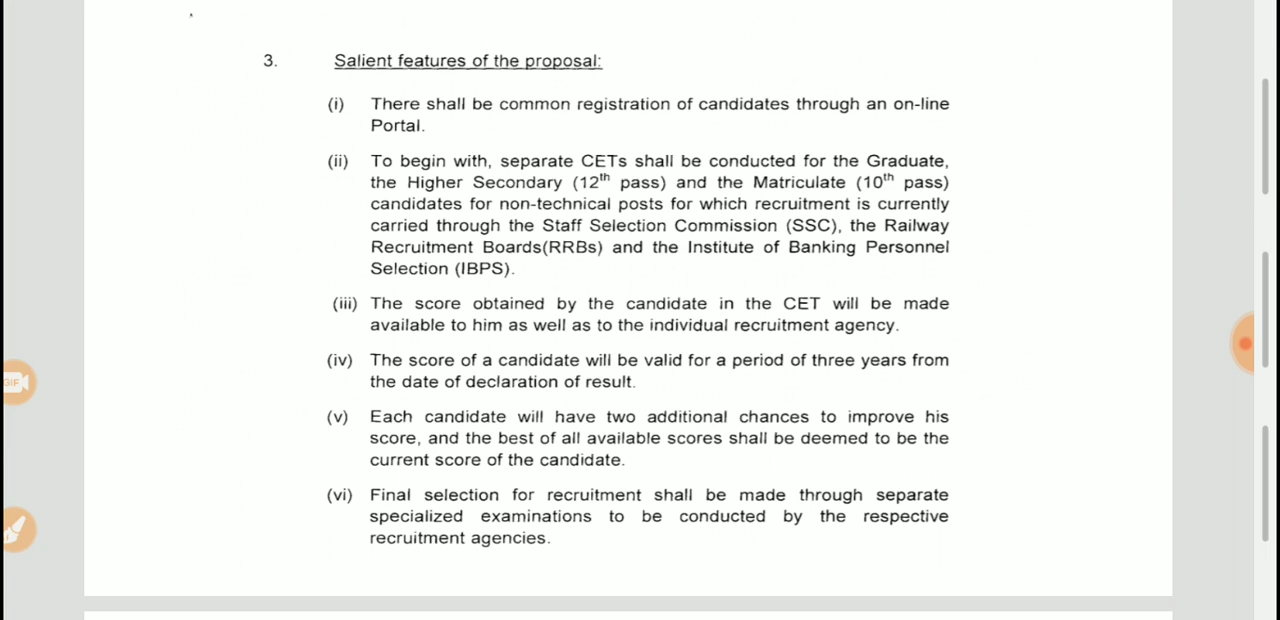 3. Salient features of the proposal:
(i) There shall be common registration of candidates through an on-line
Portal.
(ii) To begin with, separate CETs shall be conducted for the Graduate,
the Higher Secondary (12th pass) and the Matriculate (10th pass)
candidates for non-technical posts for which recruitment is currently
carried through the Staff Selection Commission (SSC), the Railway
Recruitment Boards(RRBs) and the Institute of Banking Personnel
Selection (IBPS).
(iii) The score obtained by the candidate in the CET will be made
available to him as well as to the individual recruitment agency.
(iv) The score of a candidate will be valid for a period of three years from
the date of declaration of result.
(v) Each candidate will have two additional chances to improve his
score, and the best of all available scores shall be deemed to be the
current score of the candidate.
(vi) Final selection for recruitment shall be made through separate
specialized examinations to be conducted by the respective
recruitment agencies.
GIF